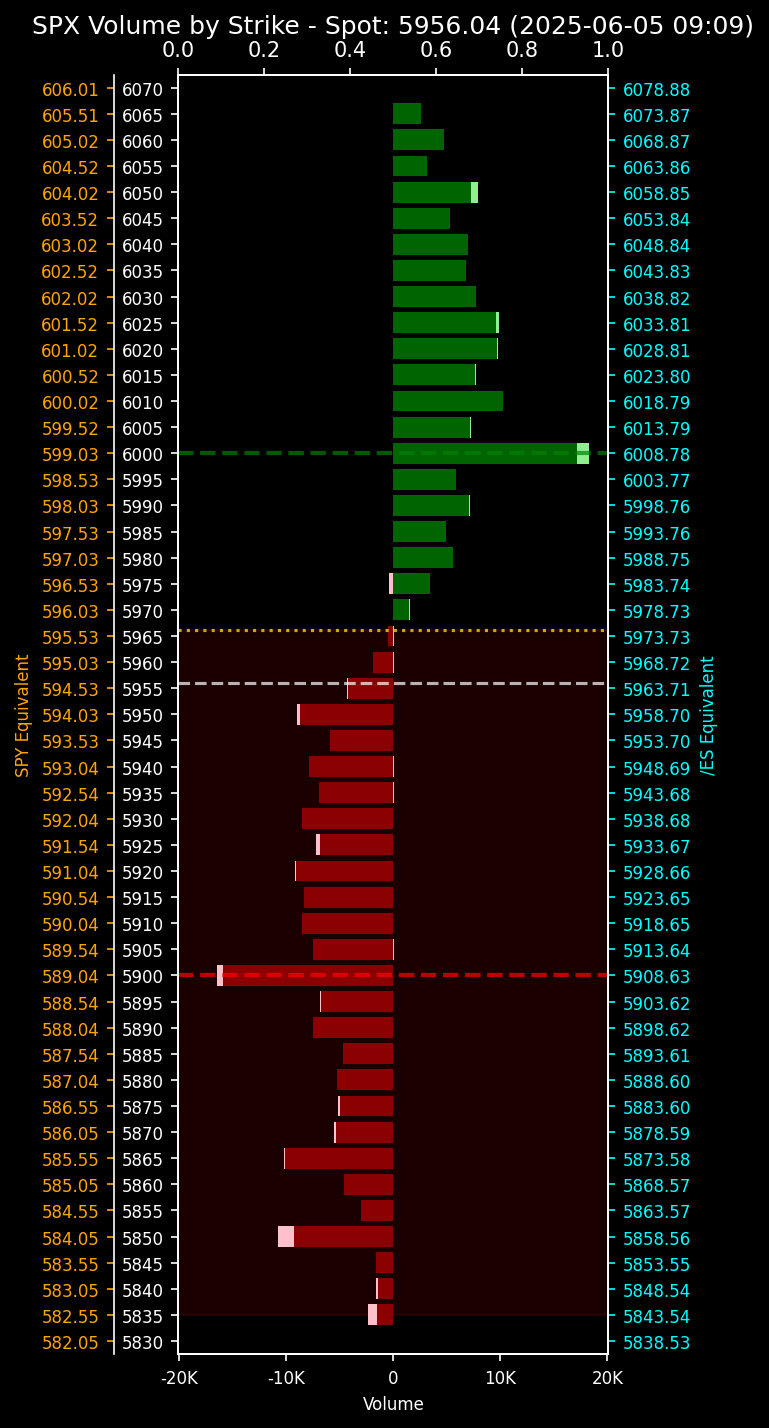 SPX Volume by Strike - Spot: 5956.04 (2025-06-05 09:09)
0.0 0.2 0.4 0.6 0.8 1.0
606.01 6070 6078.88
605.51 6065 6073.87
605.02 6060 6068.87
604.52 6055 6063.86
604.02 6050 6058.85
603.52 6045 6053.84
603.02 6040 6048.84
602.52 6035 6043.83
602.02 6030 6038.82
601.52 6025 6033.81
601.02 6020 6028.81
600.52 6015 6023.80
600.02 6010 6018.79
599.52 6005 6013.79
599.03 6000 6008.78
598.53 5995 6003.77
598.03 5990 5998.76
597.53 5985 5993.76
597.03 5980 5988.75
596.53 5975 5983.74
596.03 5970 5978.73
595.53 5965 5973.73
595.03 5960 5968.72
594.53 5955 5963.71
594.03 5950 5958.70
593.53 5945 5953.70
593.04 5940 5948.69
592.54 5935 5943.68
592.04 5930 5938.68
591.54 5925 5933.67
591.04 5920 5928.66
590.54 5915 5923.65
590.04 5910 5918.65
589.54 5905 5913.64
589.04 5900 5908.63
588.54 5895 5903.62
588.04 5890 5898.62
587.54 5885 5893.61
587.04 5880 5888.60
586.55 5875 5883.60
586.05 5870 5878.59
585.55 5865 5873.58
585.05 5860 5868.57
584.55 5855 5863.57
584.05 5850 5858.56
583.55 5845 5853.55
583.05 5840 5848.54
582.55 5835 5843.54
582.05 5830 5838.53
SPY Equivalent
/ES Equivalent
-20K -10K 0 10K 20K
Volume